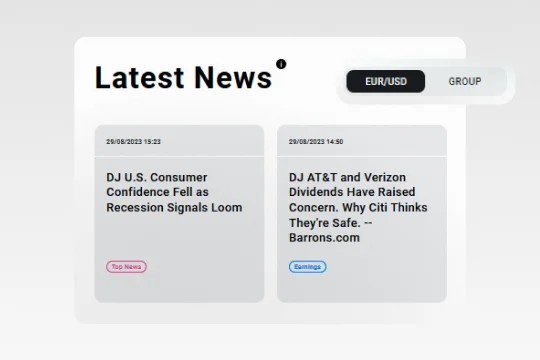 Latest News
EUR/USD GROUP
29/08/2023 15:23
DJ U.S. Consumer
Confidence Fell as
Recession Signals Loom
Top News
29/08/2023 14:50
DJ AT&T and Verizon
Dividends Have Raised
Concern. Why Citi Thinks
They're Safe. --
Barrons.com
Earnings